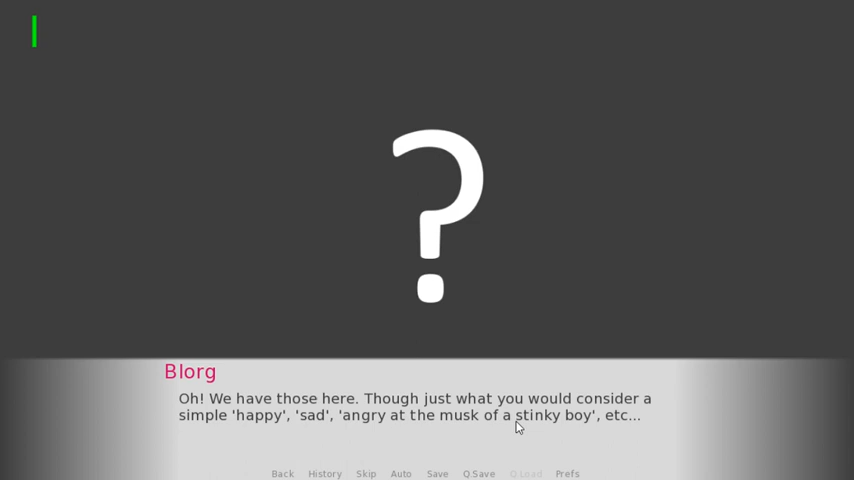 ?
Blorg
Oh! We have those here. Though just what you would consider a
simple 'happy', 'sad', 'angry at the musk of a stinky boy', etc...
Back History Skip Auto Save Q.Save Q.Load Prefs